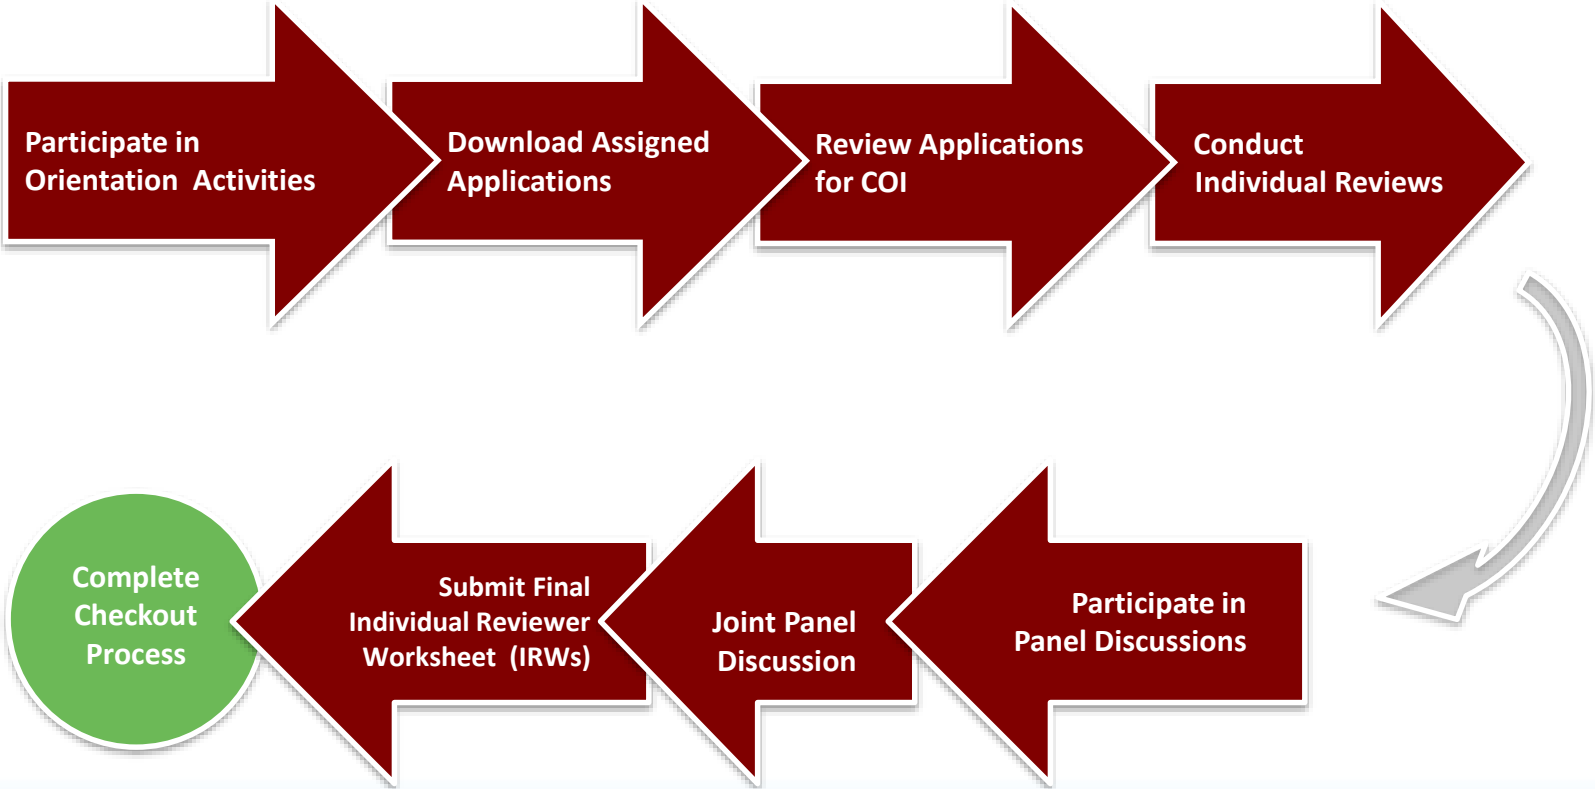 Participate in
Orientation  Activities
Download Assigned
Applications
Review Applications
for COI
Conduct
Individual Reviews
Participate in
Panel Discussions
Joint Panel
Discussion
Submit Final
Individual Reviewer
Worksheet  (IRWs)
Complete
Checkout
Process